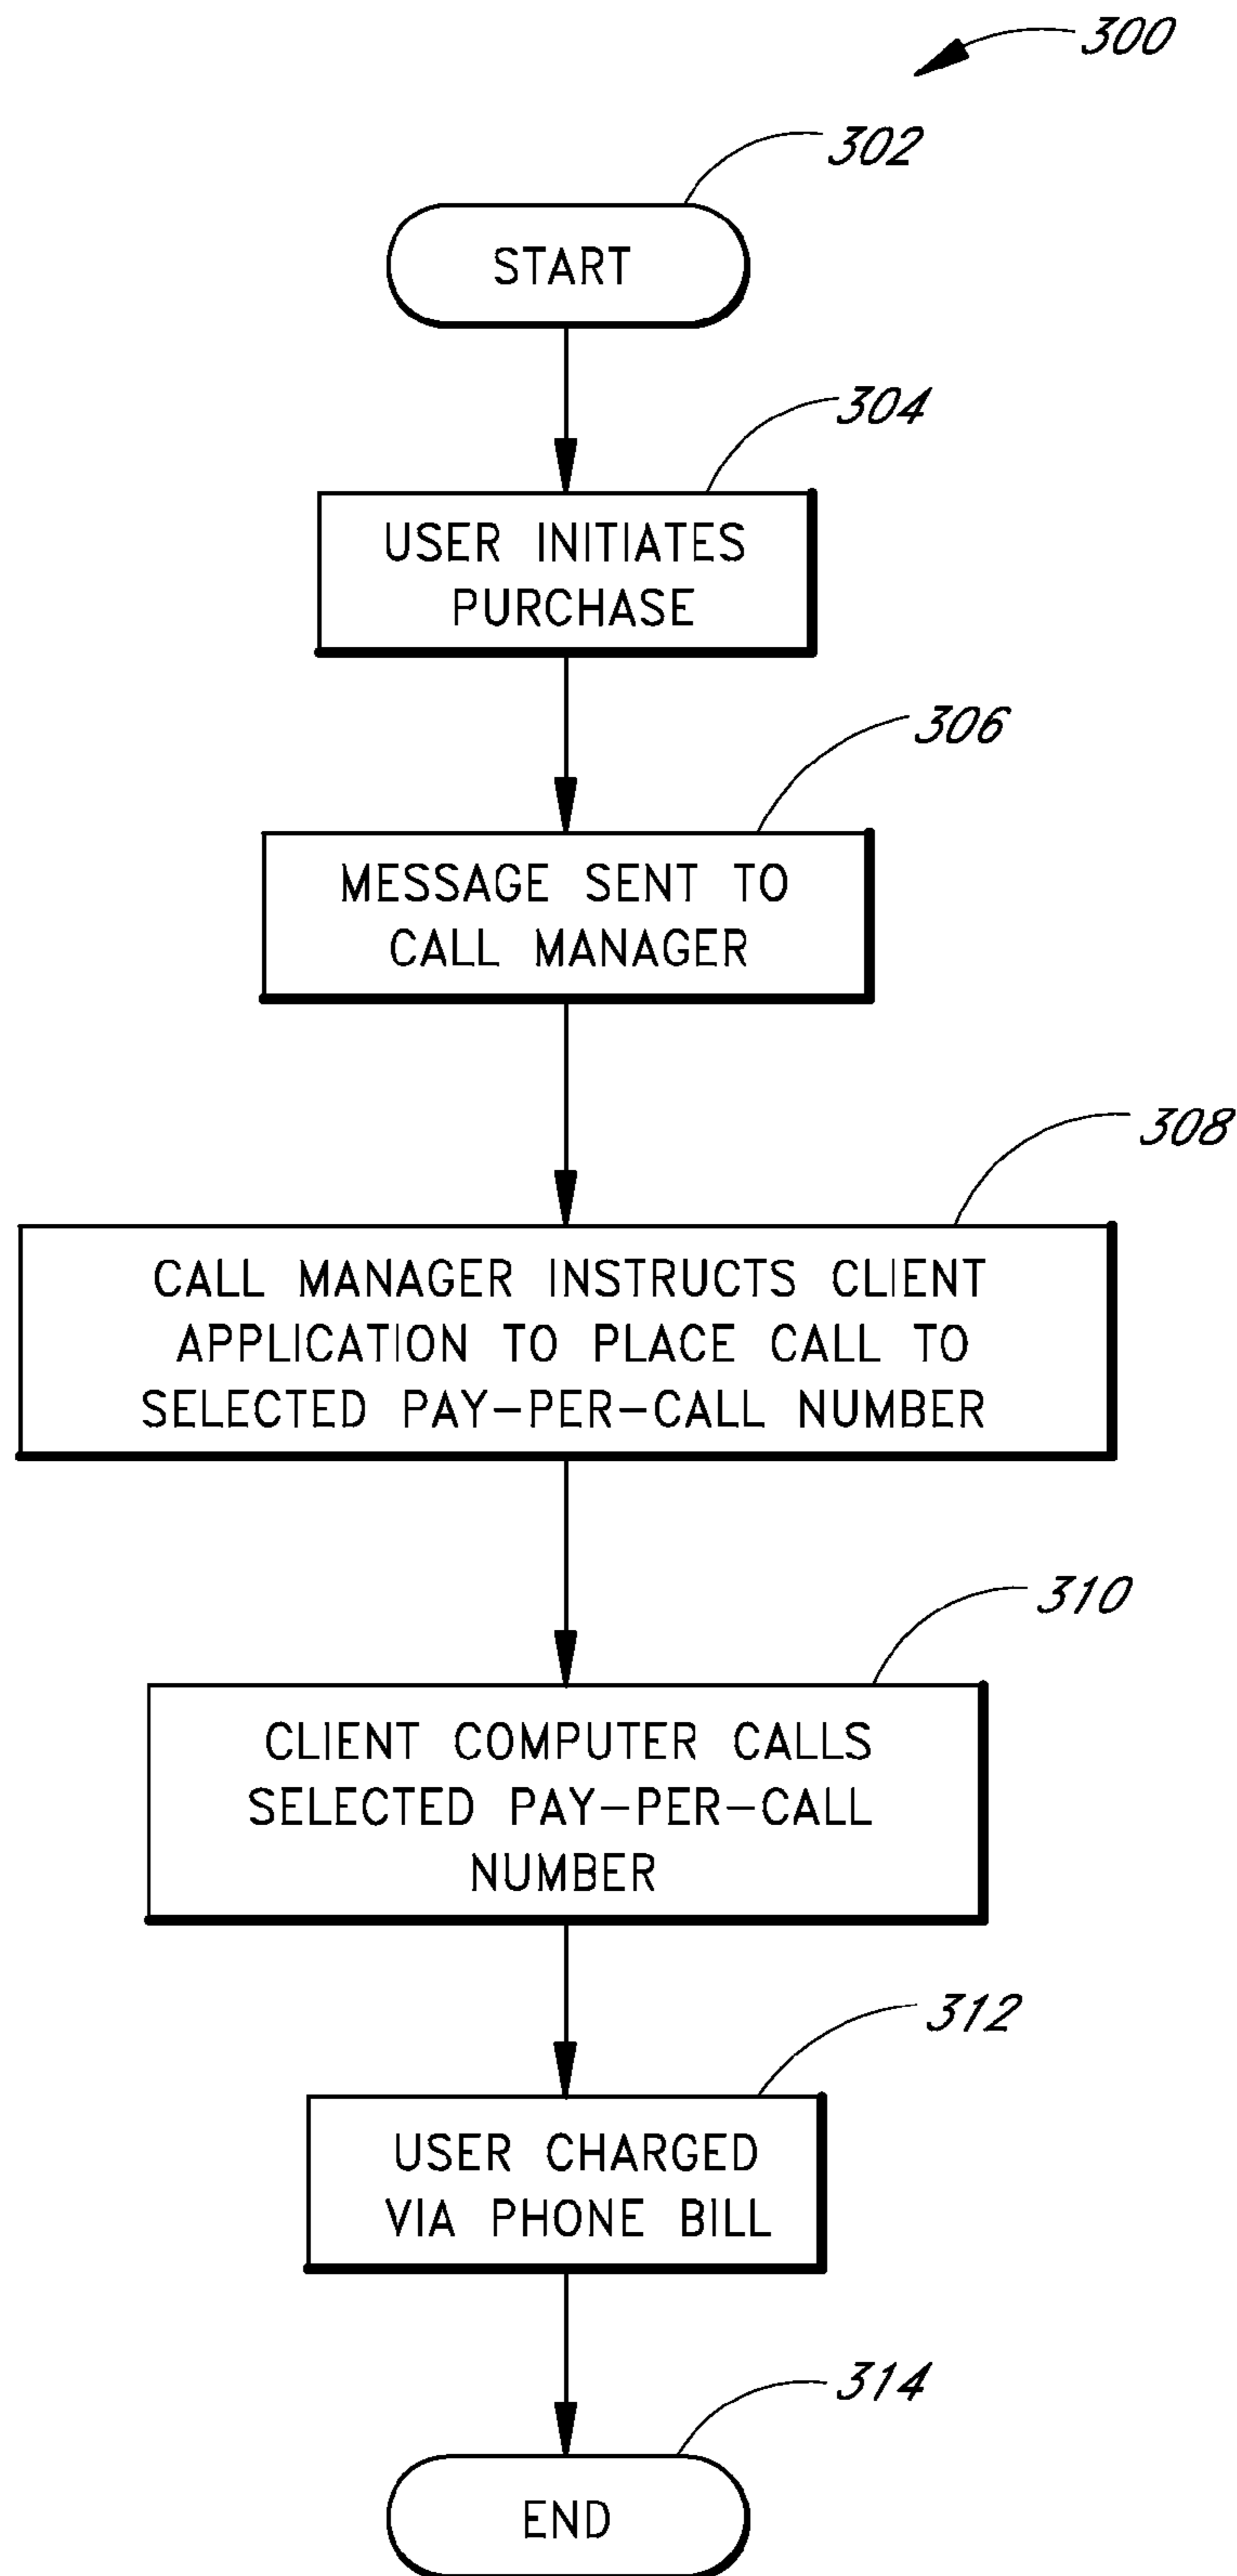 300
302
START
304
USER INITIATES
PURCHASE
306
MESSAGE SENT TO
CALL MANAGER
308
CALL MANAGER INSTRUCTS CLIENT
APPLICATION TO PLACE CALL TO
SELECTED PAY-PER-CALL NUMBER
310
CLIENT COMPUTER CALLS
SELECTED PAY-PER-CALL
NUMBER
312
USER CHARGED
VIA PHONE BILL
314
END